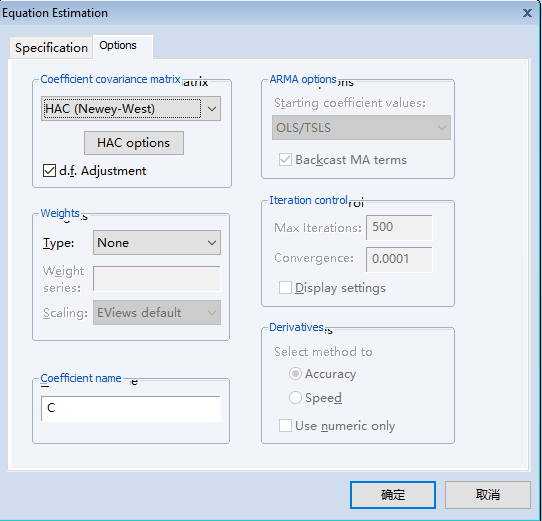 Equation Estimation
Specification
Options
Coefficient covariance matrix
HAC (Newey-West)
HAC options
d.f. Adjustment
Weights
Type:
None
Weight
series:
Scaling:
EViews default
Coefficient name
C
ARMA options
Starting coefficient values:
OLS/TSLS
Backcast MA terms
Iteration control
Max Iterations:
500
Convergence:
0.0001
Display settings
Derivatives
Select method to
Accuracy
Speed
Use numeric only
确定
取消